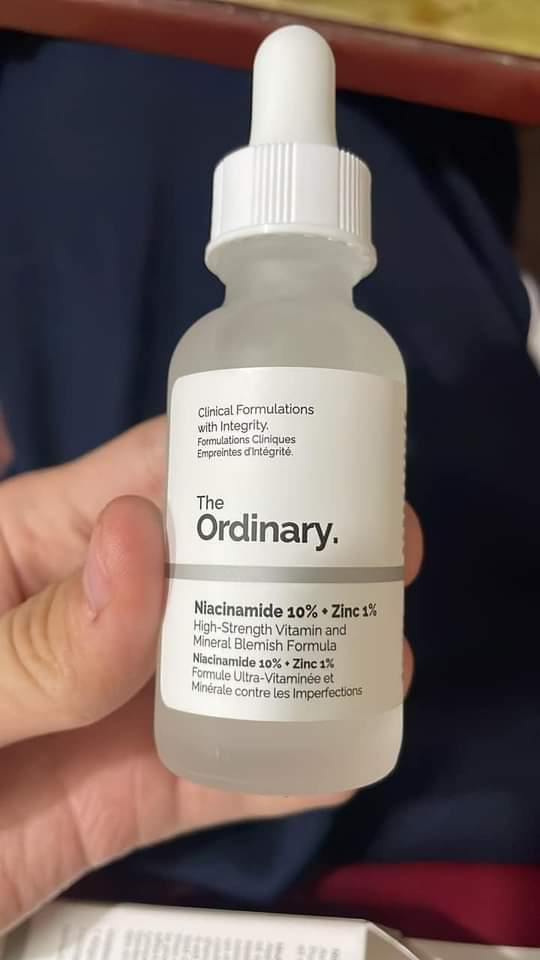 Clinical Formulations
with Integrity.
Formulations Cliniques
Empreintes d'Intégrité.
The
Ordinary.
Niacinamide 10% + Zinc 1%
High-Strength Vitamin and
Mineral Blemish Formula
Niacinamide 10% + Zinc 1%
Formule Ultra-Vitaminée et
Minérale contre les Imperfections